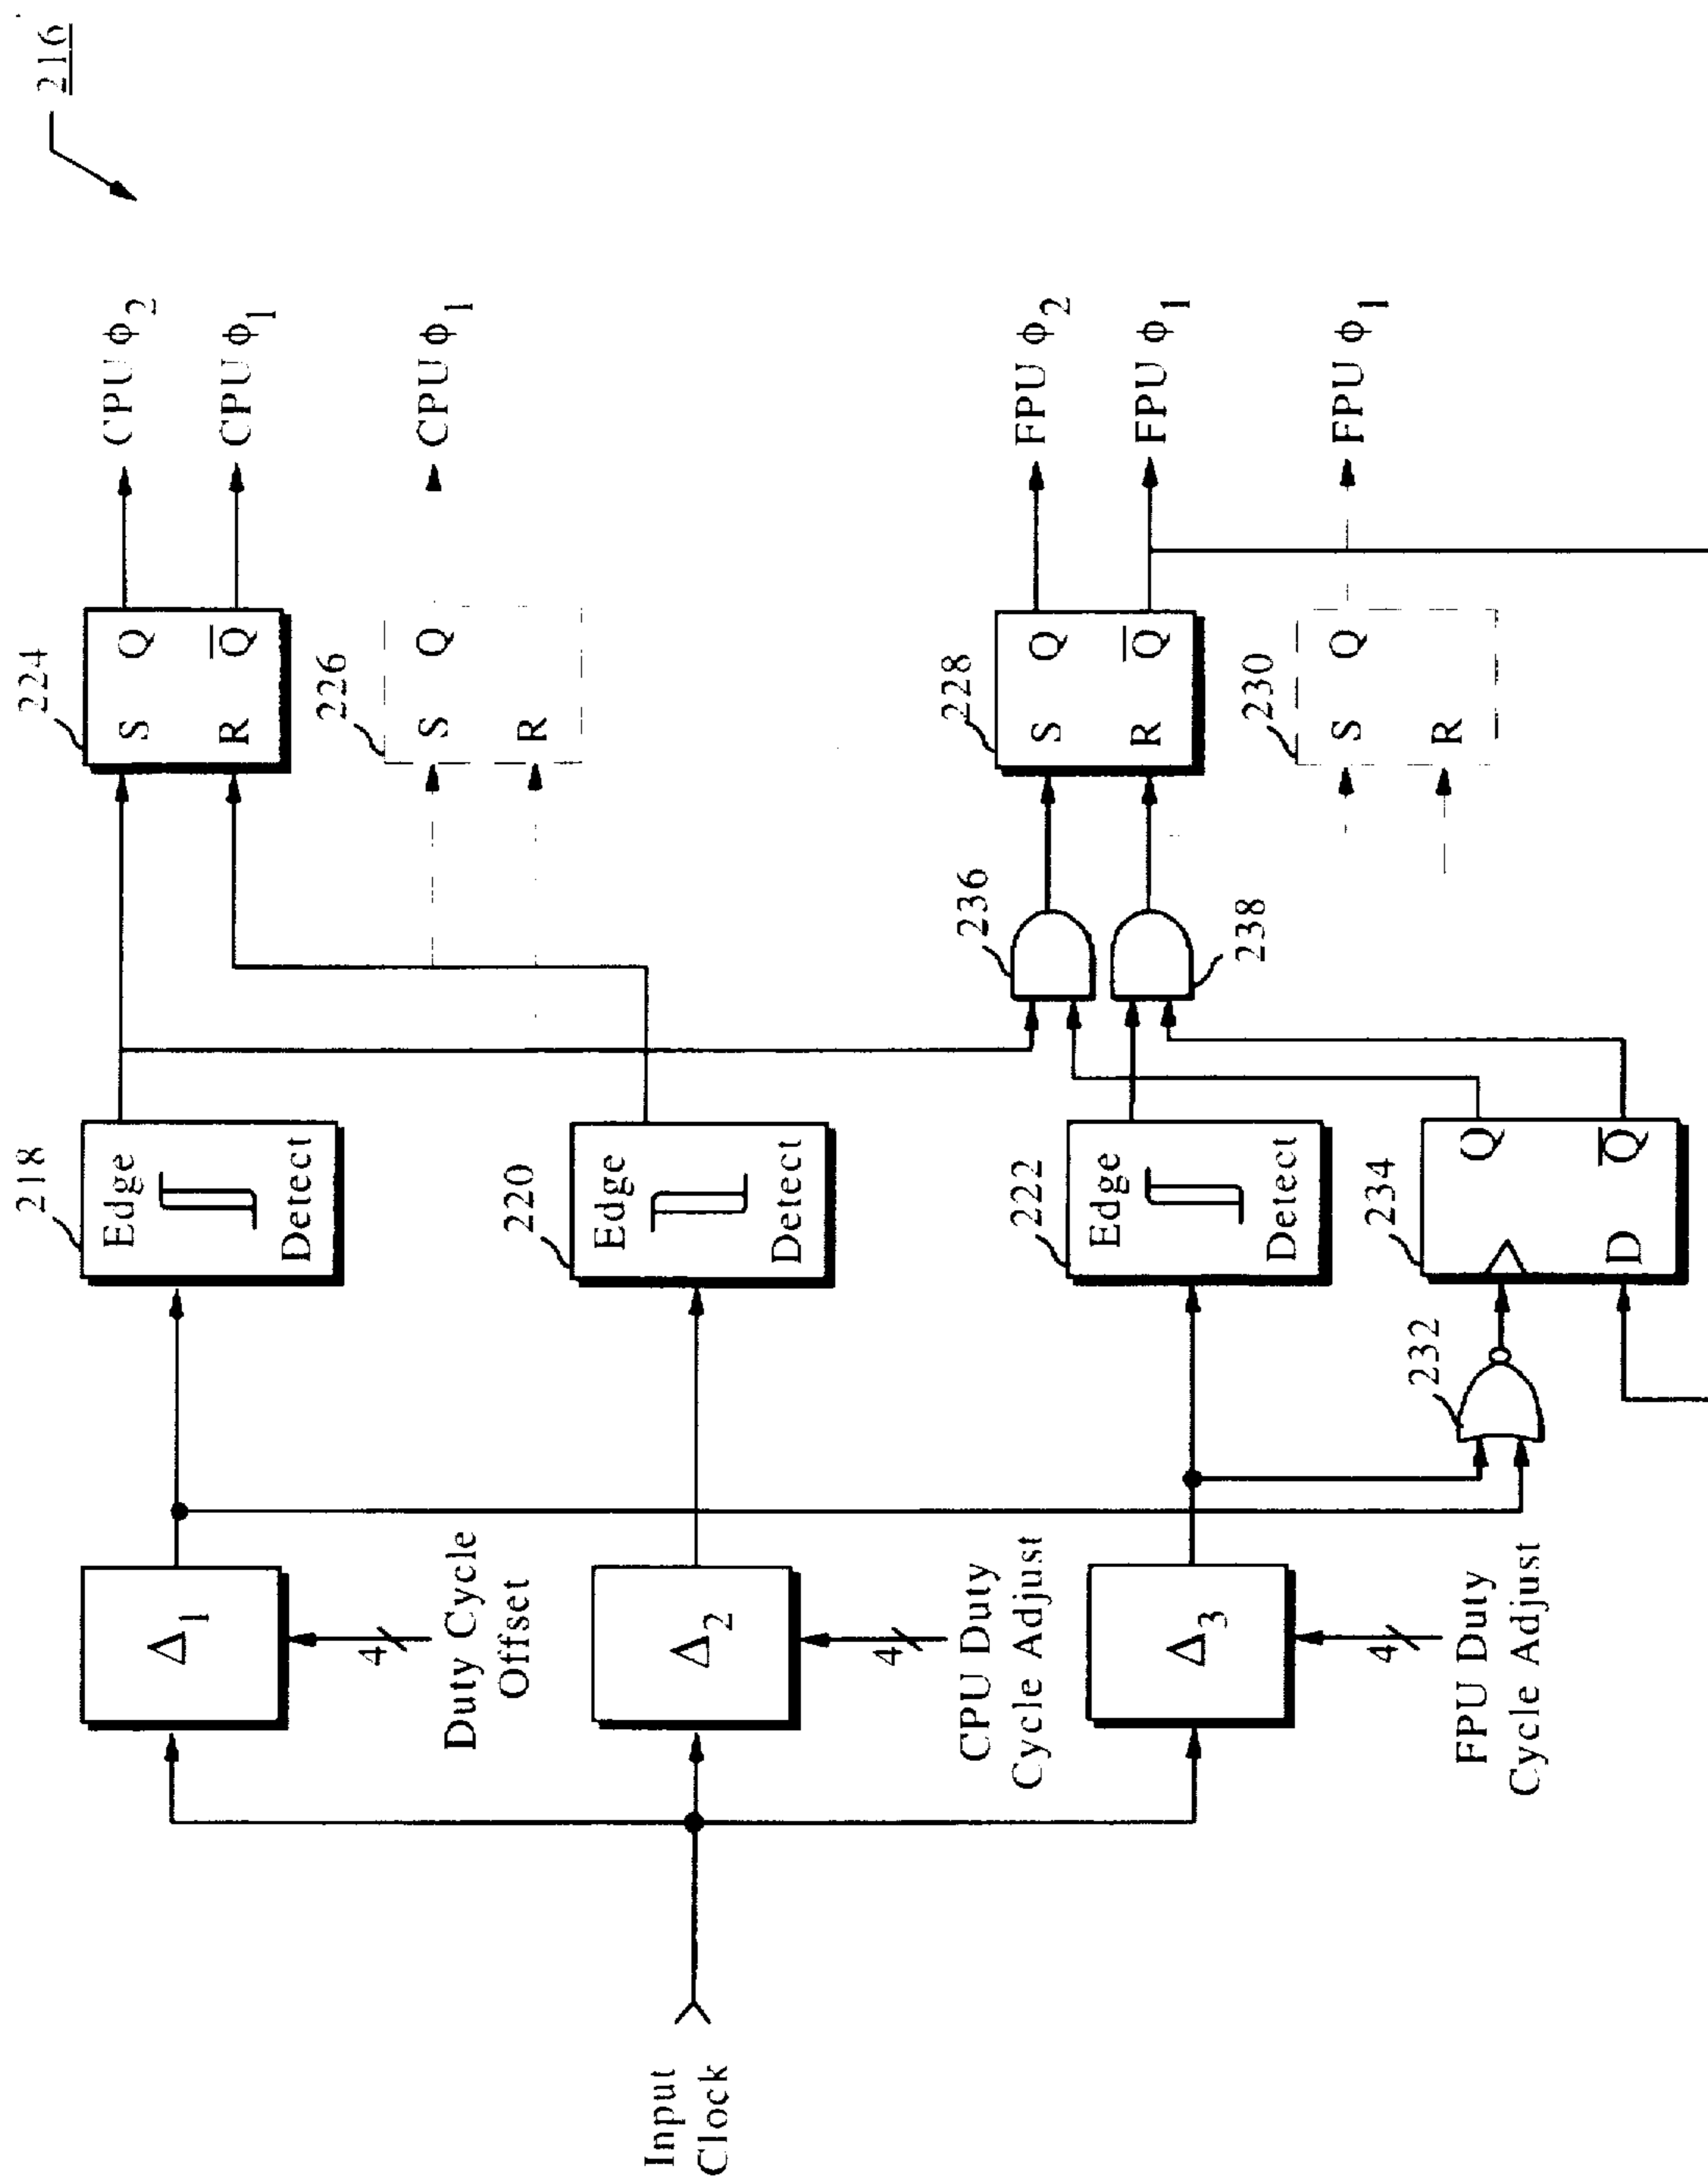 216
Input
Clock
Δ1
4
Duty Cycle
Offset
Δ2
4
CPU Duty
Cycle Adjust
Δ3
4
FPU Duty
Cycle Adjust
218
Edge
Detect
220
Edge
Detect
222
Edge
Detect
232
234
Q
D Q̅
236
238
224
S Q
R Q̅
CPU ϕ2
CPU ϕ1
226
S Q
R
CPU ϕ1
228
S Q
R Q̅
FPU ϕ2
FPU ϕ1
230
S Q
R
FPU ϕ1